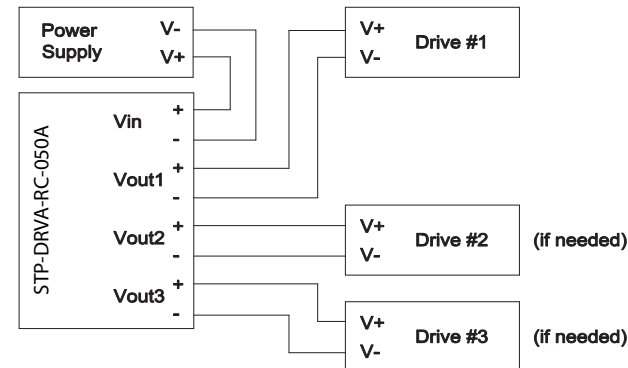 Power
Supply
V-
V+
STP-DRVA-RC-050A
Vin
+
-
Vout1
+
-
Vout2
+
-
Vout3
+
-
V+
V-
Drive #1
V+
V-
Drive #2
(if needed)
V+
V-
Drive #3
(if needed)